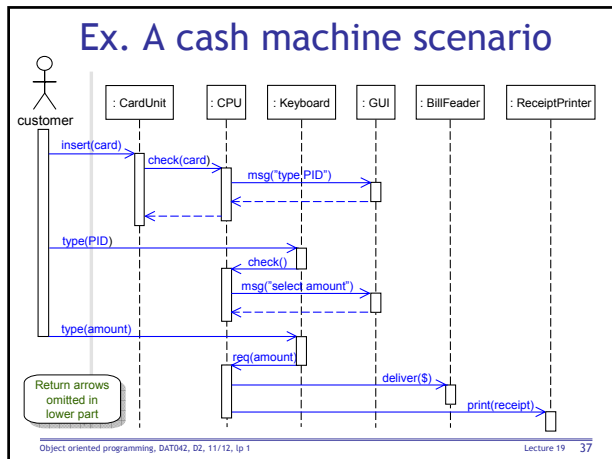 Ex. A cash machine scenario
: CardUnit
: CPU
: Keyboard
: GUI
: BillFeader
: ReceiptPrinter
customer
insert(card)
check(card)
msg("type PID")
type(PID)
check()
msg("select amount")
type(amount)
req(amount)
deliver($)
print(receipt)
Return arrows
omitted in
lower part
Object oriented programming, DAT042, D2, 11/12, lp 1
Lecture 19 37